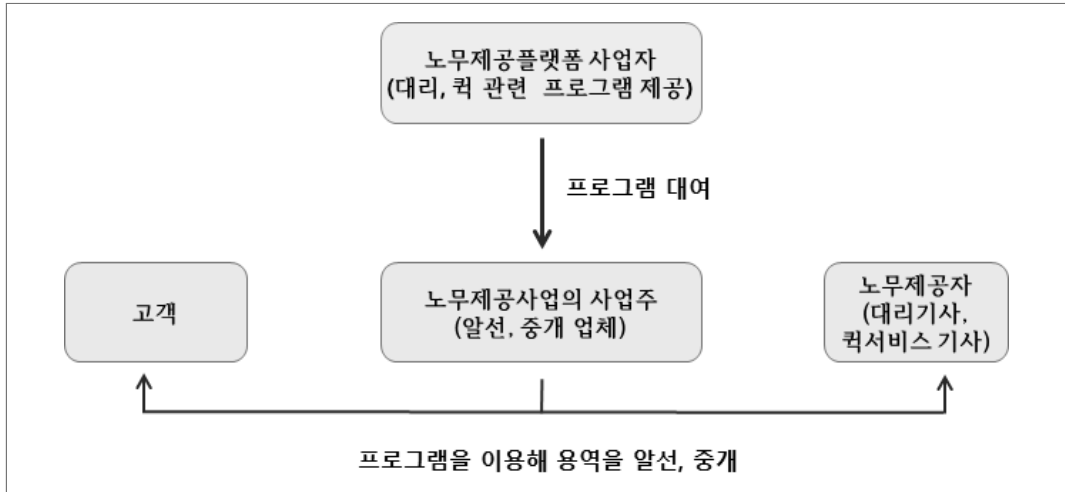 노무제공플랫폼 사업자
(대리, 퀵 관련 프로그램 제공)
프로그램 대여
고객
노무제공사업의 사업주
(알선, 중개 업체)
노무제공자
(대리기사,
퀵서비스 기사)
프로그램을 이용해 용역을 알선, 중개